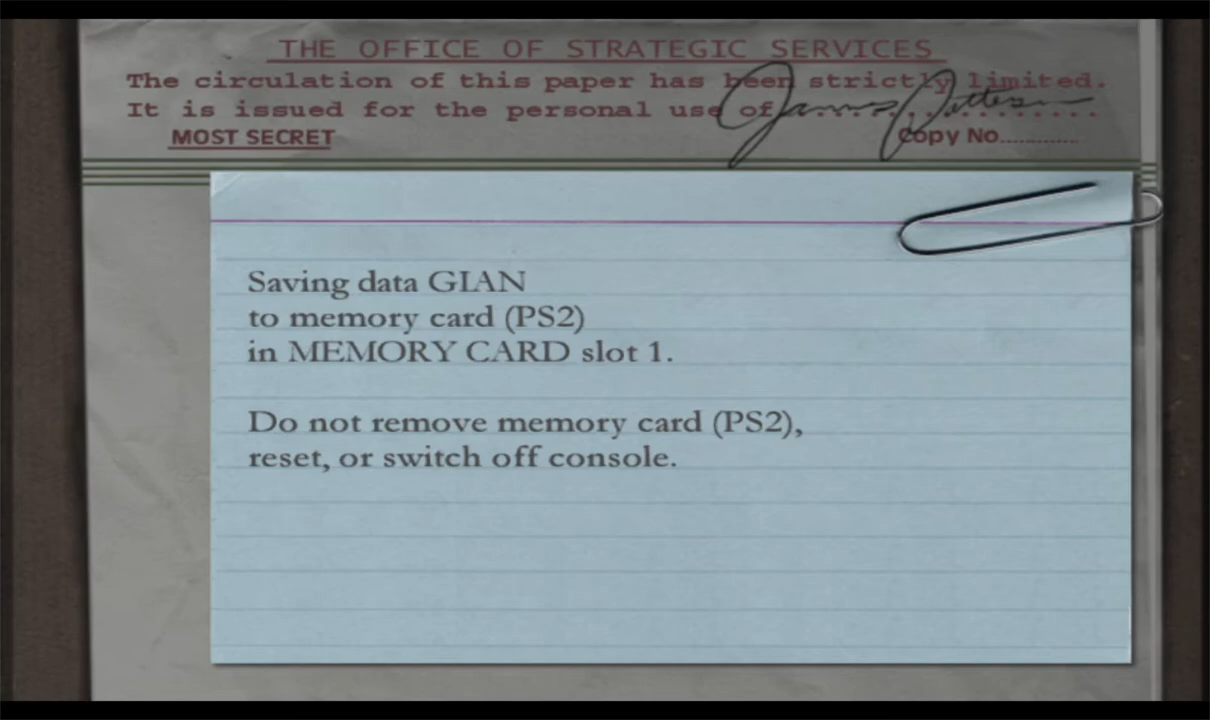 THE OFFICE OF STRATEGIC SERVICES
The circulation of this paper has been strictly limited.
It is issued for the personal use of..................
MOST SECRET
Copy No.............
Saving data GIAN
to memory card (PS2)
in MEMORY CARD slot 1.
Do not remove memory card (PS2),
reset, or switch off console.